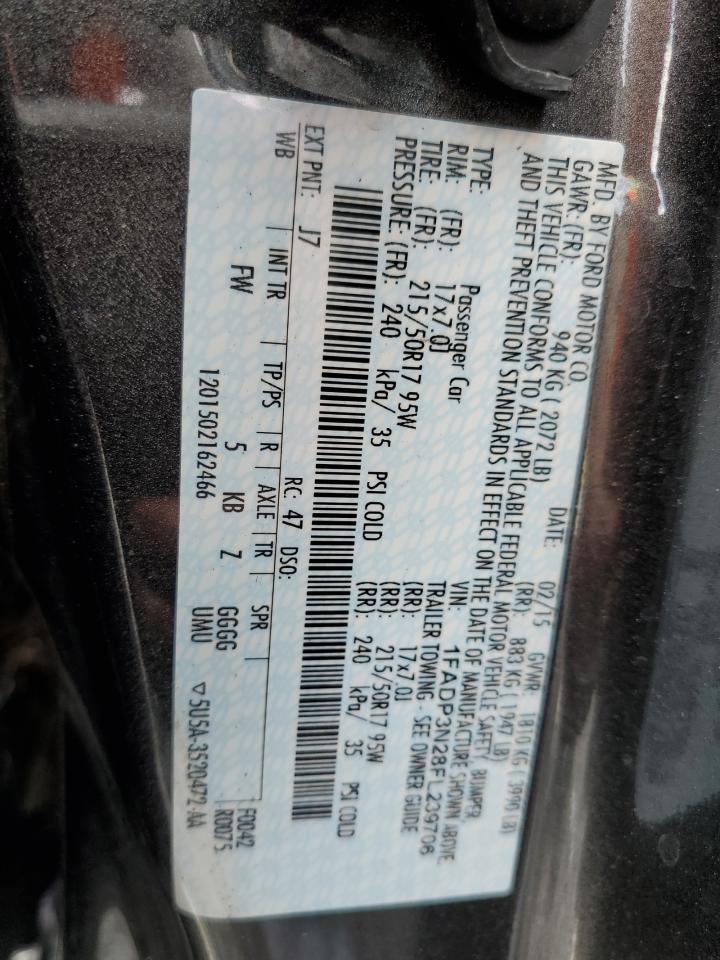 MFD. BY FORD MOTOR CO.
DATE: 02/15 GVWR: 1810 KG ( 3990 LB)
GAWR: (FR): 940 KG ( 2072 LB) (RR): 883 KG ( 1947 LB)
THIS VEHICLE CONFORMS TO ALL APPLICABLE FEDERAL MOTOR VEHICLE SAFETY, BUMPER,
AND THEFT PREVENTION STANDARDS IN EFFECT ON THE DATE OF MANUFACTURE SHOWN ABOVE.
VIN: 1FADP3N28FL239706
TYPE: Passenger Car TRAILER TOWING - SEE OWNER GUIDE
RIM: (FR): 17x7.0J (RR): 17x7.0J
TIRE: (FR): 215/50R17 95W (RR): 215/50R17 95W
PRESSURE: (FR): 240 kPa/ 35 PSI COLD (RR): 240 kPa/ 35 PSI COLD
EXT PNT: J7 RC: 47 DSO: F0042
WB INT TR TP/PS R AXLE TR SPR R0075
FW 5 KB Z GGGG
UMU
1201502162466 ▽ 5U5A-3520472-AA